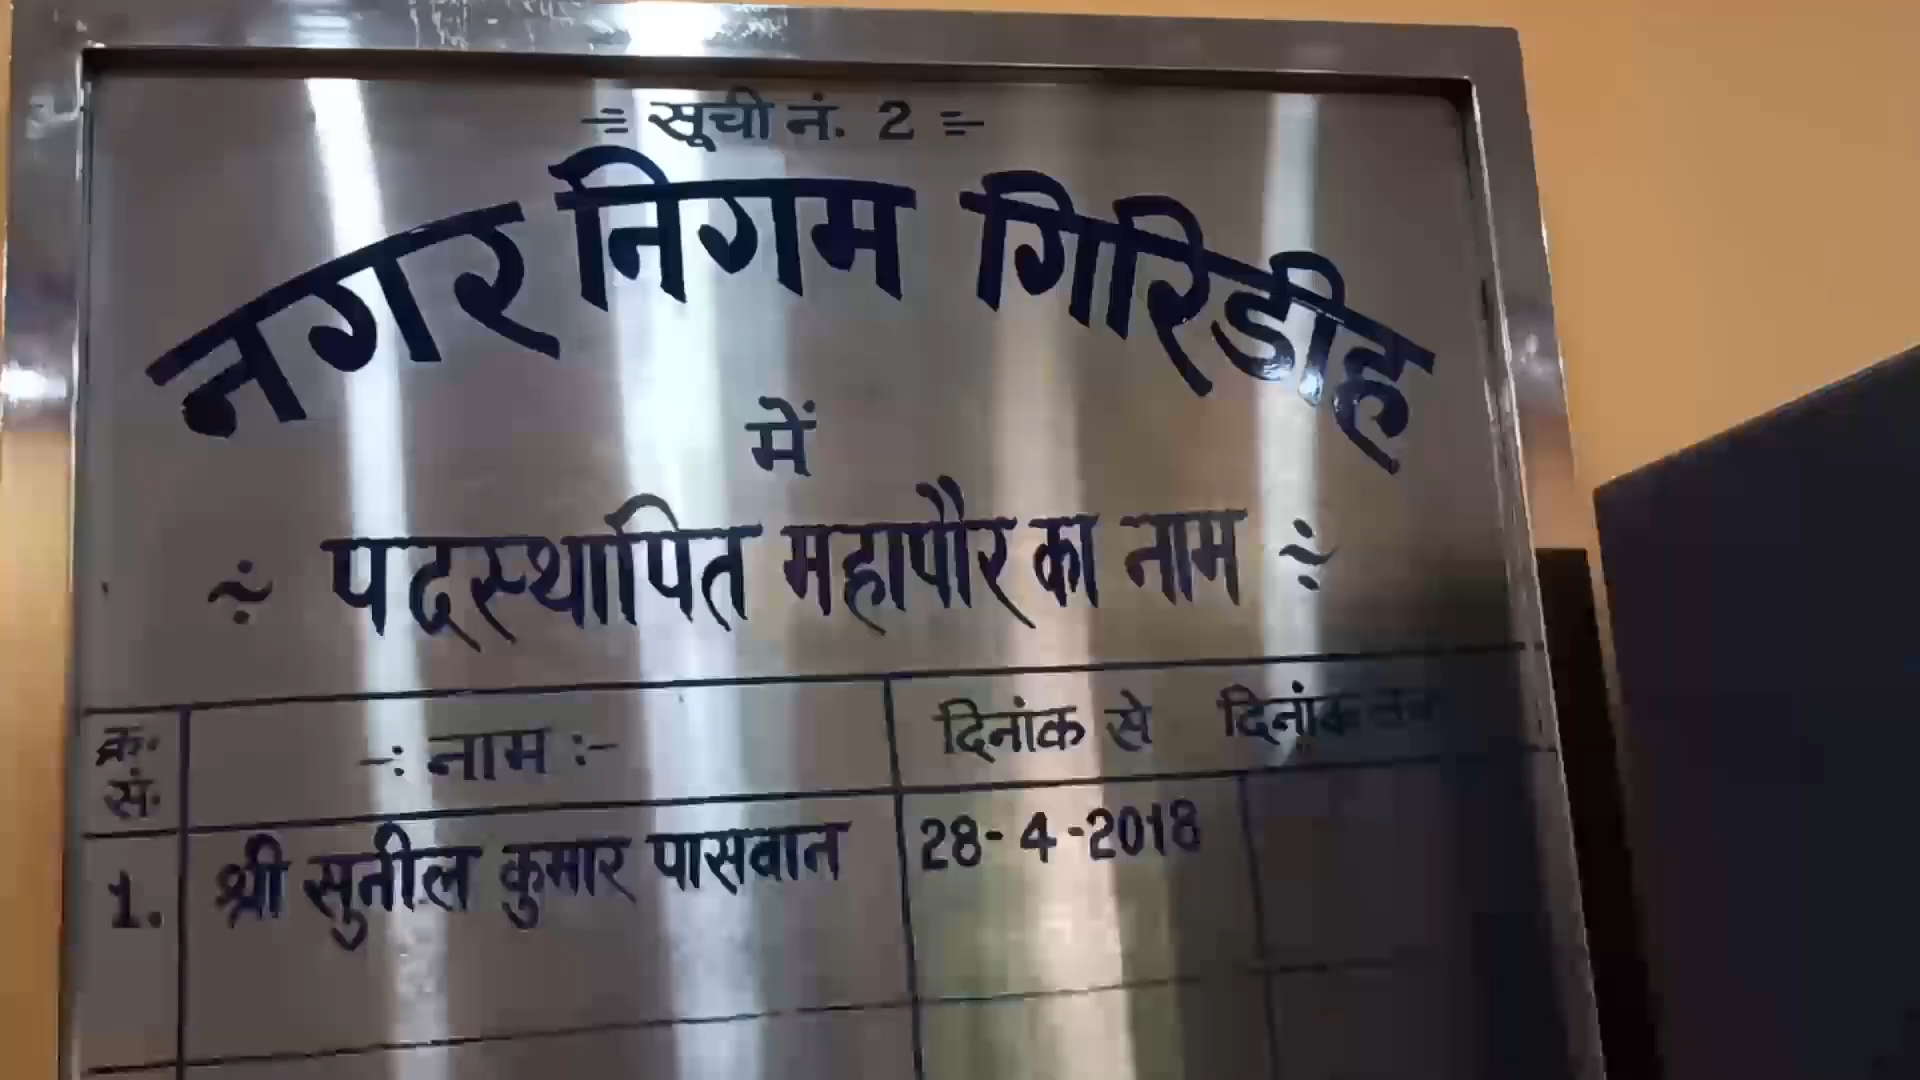 सूची नं. 2
नगर निगम गिरिडीह
में
पदस्थापित महापौर का नाम
क्र. सं. -: नाम :- दिनांक से दिनांक तक
1. श्री सुनील कुमार पासवान 28-4-2018